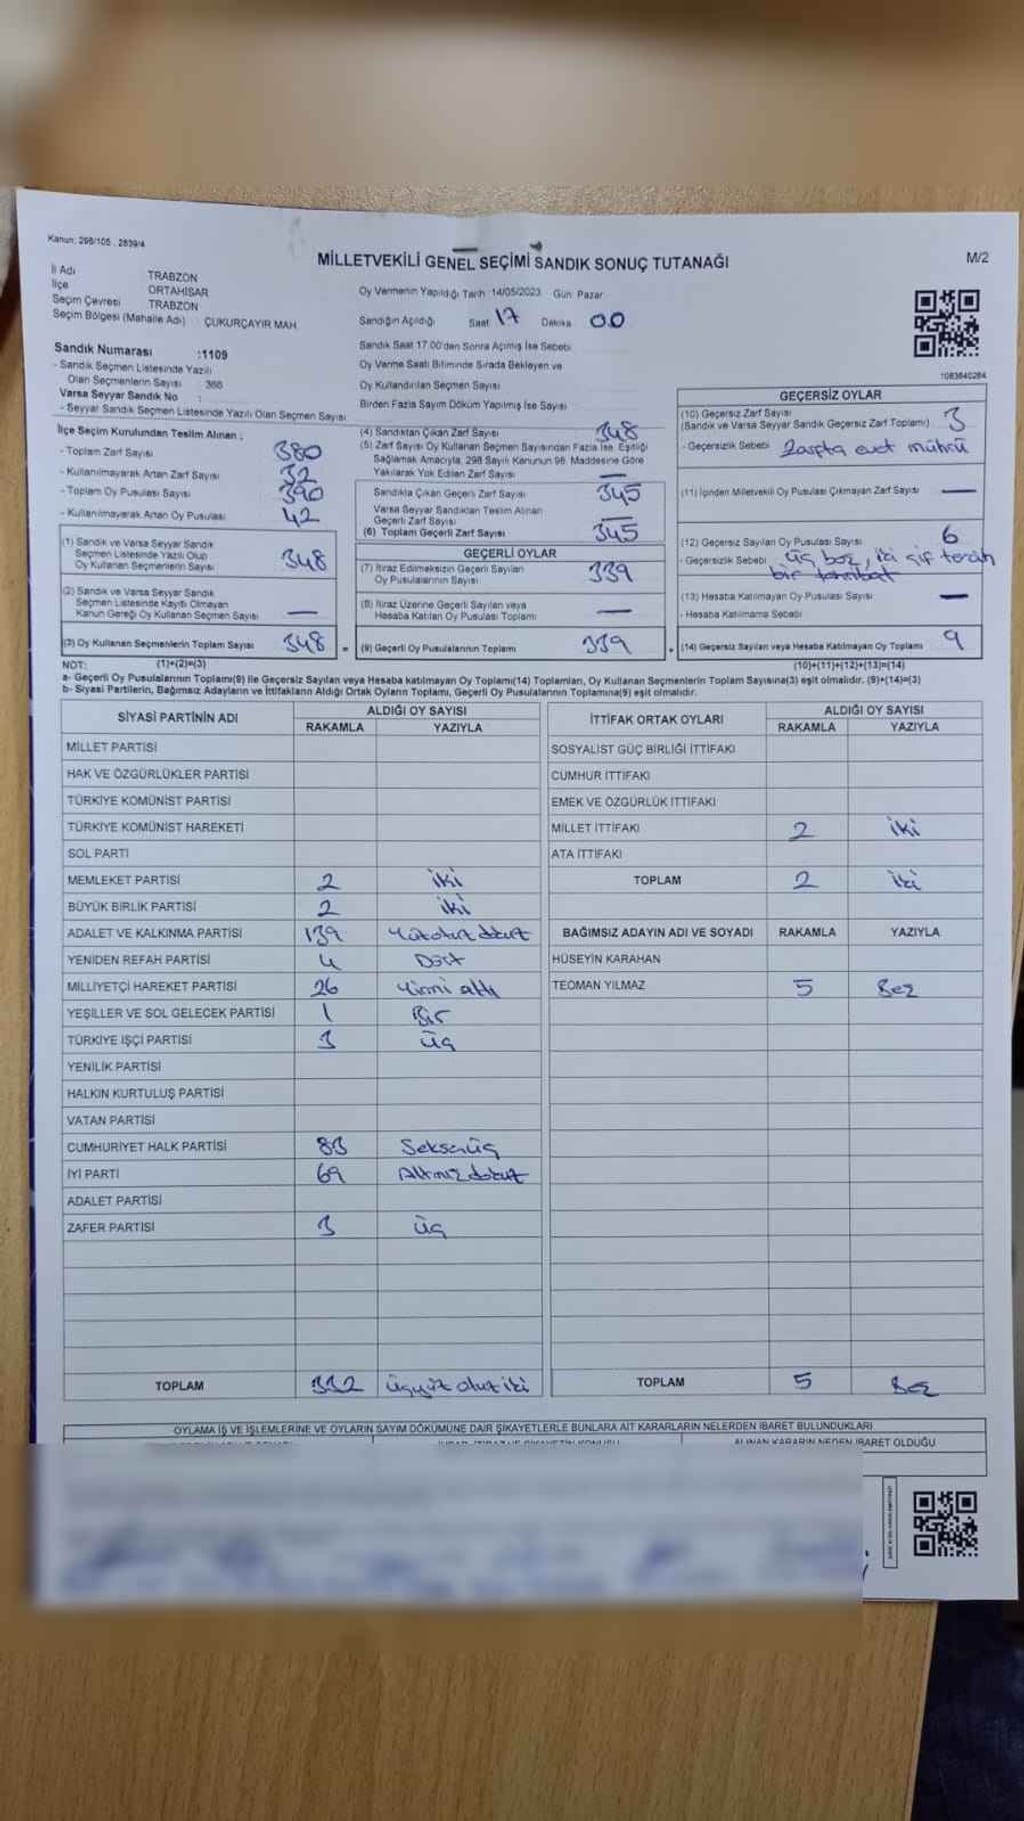 Kanun: 298/105, 2839/4
MİLLETVEKİLİ GENEL SEÇİMİ SANDIK SONUÇ TUTANAĞI
M/2
İl Adı TRABZON
İlçe ORTAHİSAR
Seçim Çevresi TRABZON
Seçim Bölgesi (Mahalle Adı) : ÇUKURÇAYIR MAH.
Oy Vermenin Yapıldığı Tarih: 14/05/2023 Gün: Pazar
Sandığın Açıldığı Saat 17 Dakika 00
Sandık Saat 17.00'den Sonra Açımış İse Sebebi
Oy Verme Saati Bitiminde Sırada Bekleyen ve
Oy Kullandırılan Seçmen Sayısı
Birden Fazla Sayım Döküm Yapılmış İse Sayısı
1083640284
Sandık Numarası :1109
- Sandık Seçmen Listesinde Yazılı
Olan Seçmenlerin Sayısı :
Varsa Seyyar Sandık No :
- Seyyar Sandık Seçmen Listesinde Yazılı Olan Seçmen Sayısı
İlçe Seçim Kurulundan Teslim Alınan :
- Toplam Zarf Sayısı 380
- Kullanılmayarak Artan Zarf Sayısı 32
- Toplam Oy Pusulası Sayısı 390
- Kullanılmayarak Artan Oy Pusulası 42
(1) Sandık ve Varsa Seyyar Sandık
Seçmen Listesinde Yazılı Olup
Oy Kullanan Seçmenlerin Sayısı 348
(2) Sandık ve Varsa Seyyar Sandık
Seçmen Listesinde Kayıtlı Olmayan
Kanun Gereği Oy Kullanan Seçmen Sayısı —
(3) Oy Kullanan Seçmenlerin Toplam Sayısı 348
(4) Sandıktan Çıkan Zarf Sayısı 348
(5) Zarf Sayısı Oy Kullanan Seçmen Sayısından Fazla İse, Eşitliği
Sağlamak Amacıyla, 298 Sayılı Kanunun 98. Maddesine Göre
Yakılarak Yok Edilen Zarf Sayısı —
Sandıkta Çıkan Geçerli Zarf Sayısı 345
Varsa Seyyar Sandıktan Teslim Alınan
Geçerli Zarf Sayısı —
(6) Toplam Geçerli Zarf Sayısı 345
GEÇERLİ OYLAR
(7) İtiraz Edilmeksizin Geçerli Sayılan
Oy Pusulalarının Sayısı 339
(8) İtiraz Üzerine Geçerli Sayılan veya
Hesaba Katılan Oy Pusulası Toplamı —
= (9) Geçerli Oy Pusulalarının Toplamı 339
GEÇERSİZ OYLAR
(10) Geçersiz Zarf Sayısı
(Sandık ve Varsa Seyyar Sandık Geçersiz Zarf Toplamı) 3
- Geçersizlik Sebebi Zarfta evet mührü
(11) İçinden Milletvekili Oy Pusulası Çıkmayan Zarf Sayısı —
(12) Geçersiz Sayılan Oy Pusulası Sayısı 6
- Geçersizlik Sebebi üç boş, iki çif tercih
bir tahribat
(13) Hesaba Katılmayan Oy Pusulası Sayısı —
- Hesaba Katılmama Sebebi
+ (14) Geçersiz Sayılan veya Hesaba Katılmayan Oy Toplamı 9
NOT: (1)+(2)=(3) (10)+(11)+(12)+(13)=(14)
a- Geçerli Oy Pusulalarının Toplamı(9) ile Geçersiz Sayılan veya Hesaba katılmayan Oy Toplamı(14) Toplamları, Oy Kullanan Seçmenlerin Toplam Sayısına(3) eşit olmalıdır. (9)+(14)=(3)
b- Siyasi Partilerin, Bağımsız Adayların ve İttifakların Aldığı Ortak Oyların Toplamı, Geçerli Oy Pusulalarının Toplamına(9) eşit olmalıdır.
SİYASİ PARTİNİN ADI ALDIĞI OY SAYISI
RAKAMLA YAZIYLA
MİLLET PARTİSİ
HAK VE ÖZGÜRLÜKLER PARTİSİ
TÜRKİYE KOMÜNİST PARTİSİ
TÜRKİYE KOMÜNİST HAREKETİ
SOL PARTİ
MEMLEKET PARTİSİ 2 iki
BÜYÜK BİRLİK PARTİSİ 2 iki
ADALET VE KALKINMA PARTİSİ 139 Yüzotuzdokuz
YENİDEN REFAH PARTİSİ 4 Dört
MİLLİYETÇİ HAREKET PARTİSİ 26 Yirmi altı
YEŞİLLER VE SOL GELECEK PARTİSİ 1 Bir
TÜRKİYE İŞÇİ PARTİSİ 3 üç
YENİLİK PARTİSİ
HALKIN KURTULUŞ PARTİSİ
VATAN PARTİSİ
CUMHURİYET HALK PARTİSİ 83 Seksenüç
İYİ PARTİ 69 Altmışdokuz
ADALET PARTİSİ
ZAFER PARTİSİ 3 üç
TOPLAM 332 üçyüz otuz iki
İTTİFAK ORTAK OYLARI ALDIĞI OY SAYISI
RAKAMLA YAZIYLA
SOSYALİST GÜÇ BİRLİĞİ İTTİFAKI
CUMHUR İTTİFAKI
EMEK VE ÖZGÜRLÜK İTTİFAKI
MİLLET İTTİFAKI 2 iki
ATA İTTİFAKI
TOPLAM 2 iki
BAĞIMSIZ ADAYIN ADI VE SOYADI RAKAMLA YAZIYLA
HÜSEYİN KARAHAN
TEOMAN YILMAZ 5 Beş
TOPLAM 5 Beş
OYLAMA İŞ VE İŞLEMLERİNE VE OYLARIN SAYIM DÖKÜMÜNE DAİR ŞİKAYETLERLE BUNLARA AİT KARARLARIN NELERDEN İBARET BULUNDUKLARI
ALINAN KARARIN NEDEN İBARET OLDUĞU